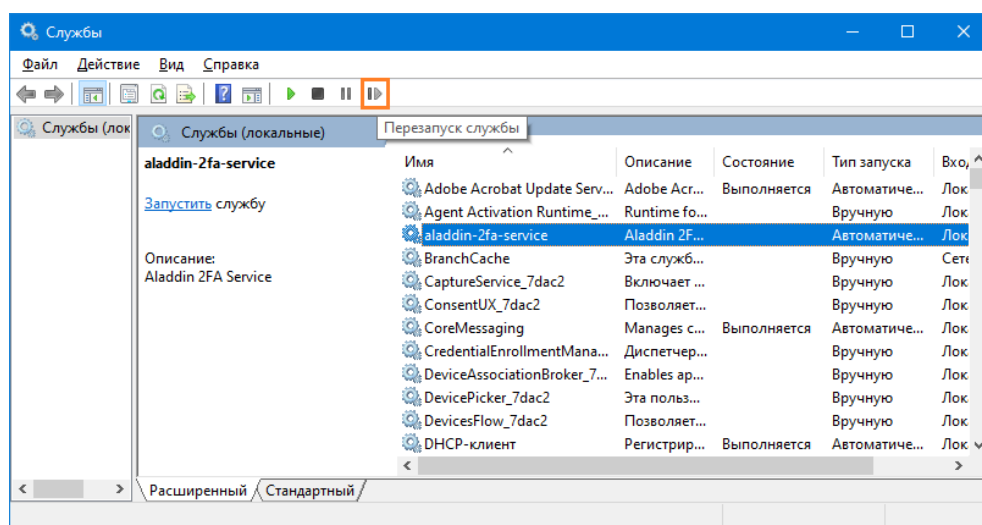 Службы
Файл Действие Вид Справка
Перезапуск службы
Службы (лок
Службы (локальные)
aladdin-2fa-service
Запустить службу
Описание:
Aladdin 2FA Service
Имя Описание Состояние Тип запуска Вхо
Adobe Acrobat Update Serv... Adobe Acr... Выполняется Автоматиче... Лок
Agent Activation Runtime_... Runtime fo... Вручную Лок
aladdin-2fa-service Aladdin 2F... Автоматиче... Лок
BranchCache Эта служб... Вручную Сете
CaptureService_7dac2 Включает ... Вручную Лок
ConsentUX_7dac2 Позволяет... Вручную Лок
CoreMessaging Manages c... Выполняется Автоматиче... Лок
CredentialEnrollmentMana... Диспетчер... Вручную Лок
DeviceAssociationBroker_7... Enables ap... Вручную Лок
DevicePicker_7dac2 Эта польз... Вручную Лок
DevicesFlow_7dac2 Позволяет... Вручную Лок
DHCP-клиент Регистрир... Выполняется Автоматиче... Лок
Расширенный Стандартный